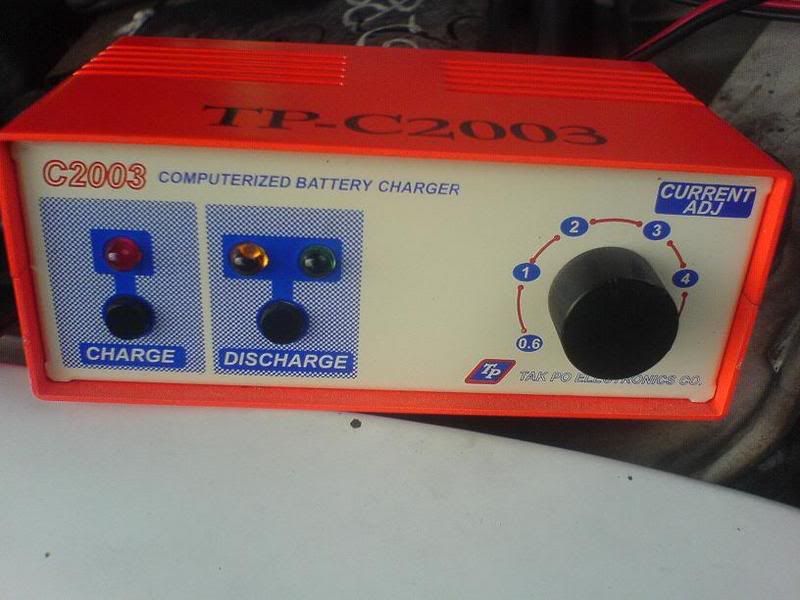 TP-C2003
C2003 COMPUTERIZED BATTERY CHARGER
CURRENT
ADJ
2
3
1
4
0.6
CHARGE
DISCHARGE
TP TAK PO ELECTRONICS CO.